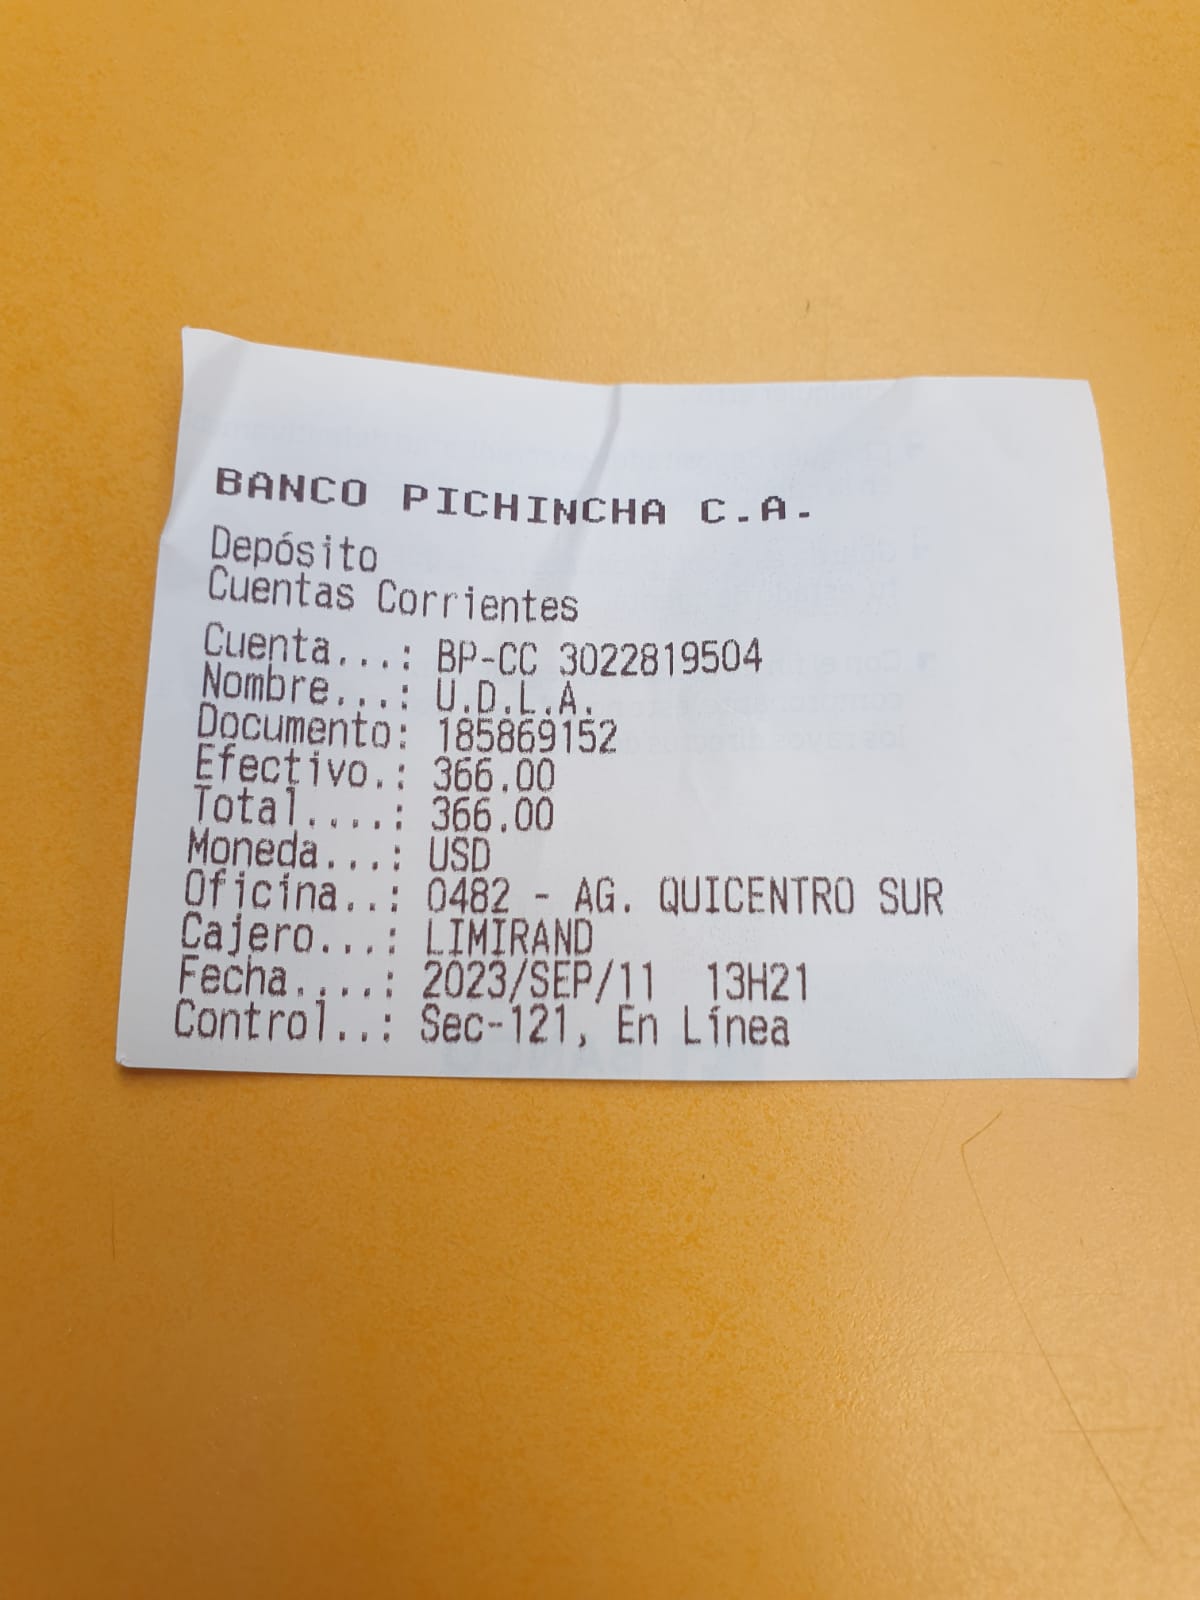 BANCO PICHINCHA C.A.
Depósito
Cuentas Corrientes
Cuenta...: BP-CC 3022819504
Nombre...: U.D.L.A.
Documento: 185869152
Efectivo.: 366.00
Total....: 366.00
Moneda...: USD
Oficina..: 0482 - AG. QUICENTRO SUR
Cajero...: LIMIRAND
Fecha....: 2023/SEP/11 13H21
Control..: Sec-121, En Línea